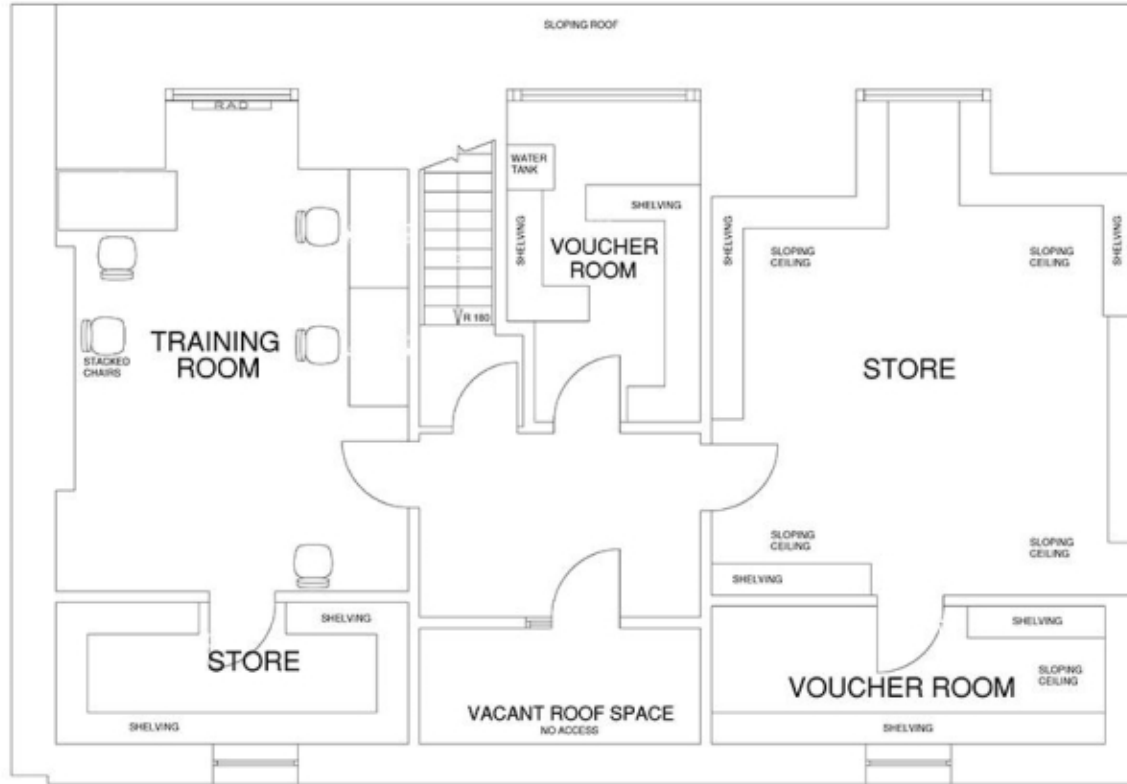 SLOPING ROOF
RAD
WATER
TANK
SHELVING
SHELVING
VOUCHER
ROOM
SHELVING
SLOPING
CEILING
SLOPING
CEILING
SHELVING
R 180
TRAINING
ROOM
STACKED
CHAIRS
STORE
SLOPING
CEILING
SLOPING
CEILING
SHELVING
SHELVING
STORE
SHELVING
VACANT ROOF SPACE
NO ACCESS
SHELVING
SLOPING
CEILING
VOUCHER ROOM
SHELVING